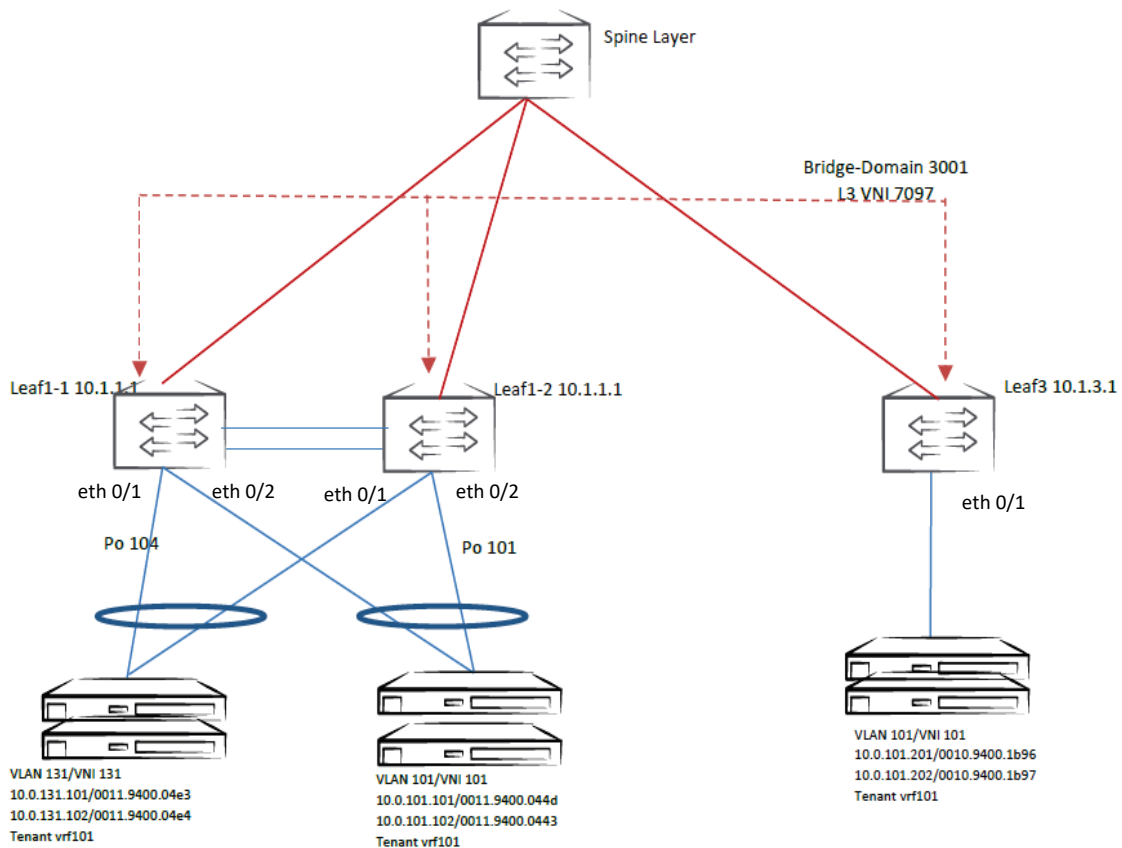 Spine Layer
Bridge-Domain 3001
L3 VNI 7097
Leaf1-1 10.1.1.1
Leaf1-2 10.1.1.1
Leaf3 10.1.3.1
eth 0/1
eth 0/2
eth 0/1
eth 0/2
eth 0/1
Po 104
Po 101
VLAN 131/VNI 131
10.0.131.101/0011.9400.04e3
10.0.131.102/0011.9400.04e4
Tenant vrf101
VLAN 101/VNI 101
10.0.101.101/0011.9400.044d
10.0.101.102/0011.9400.0443
Tenant vrf101
VLAN 101/VNI 101
10.0.101.201/0010.9400.1b96
10.0.101.202/0010.9400.1b97
Tenant vrf101